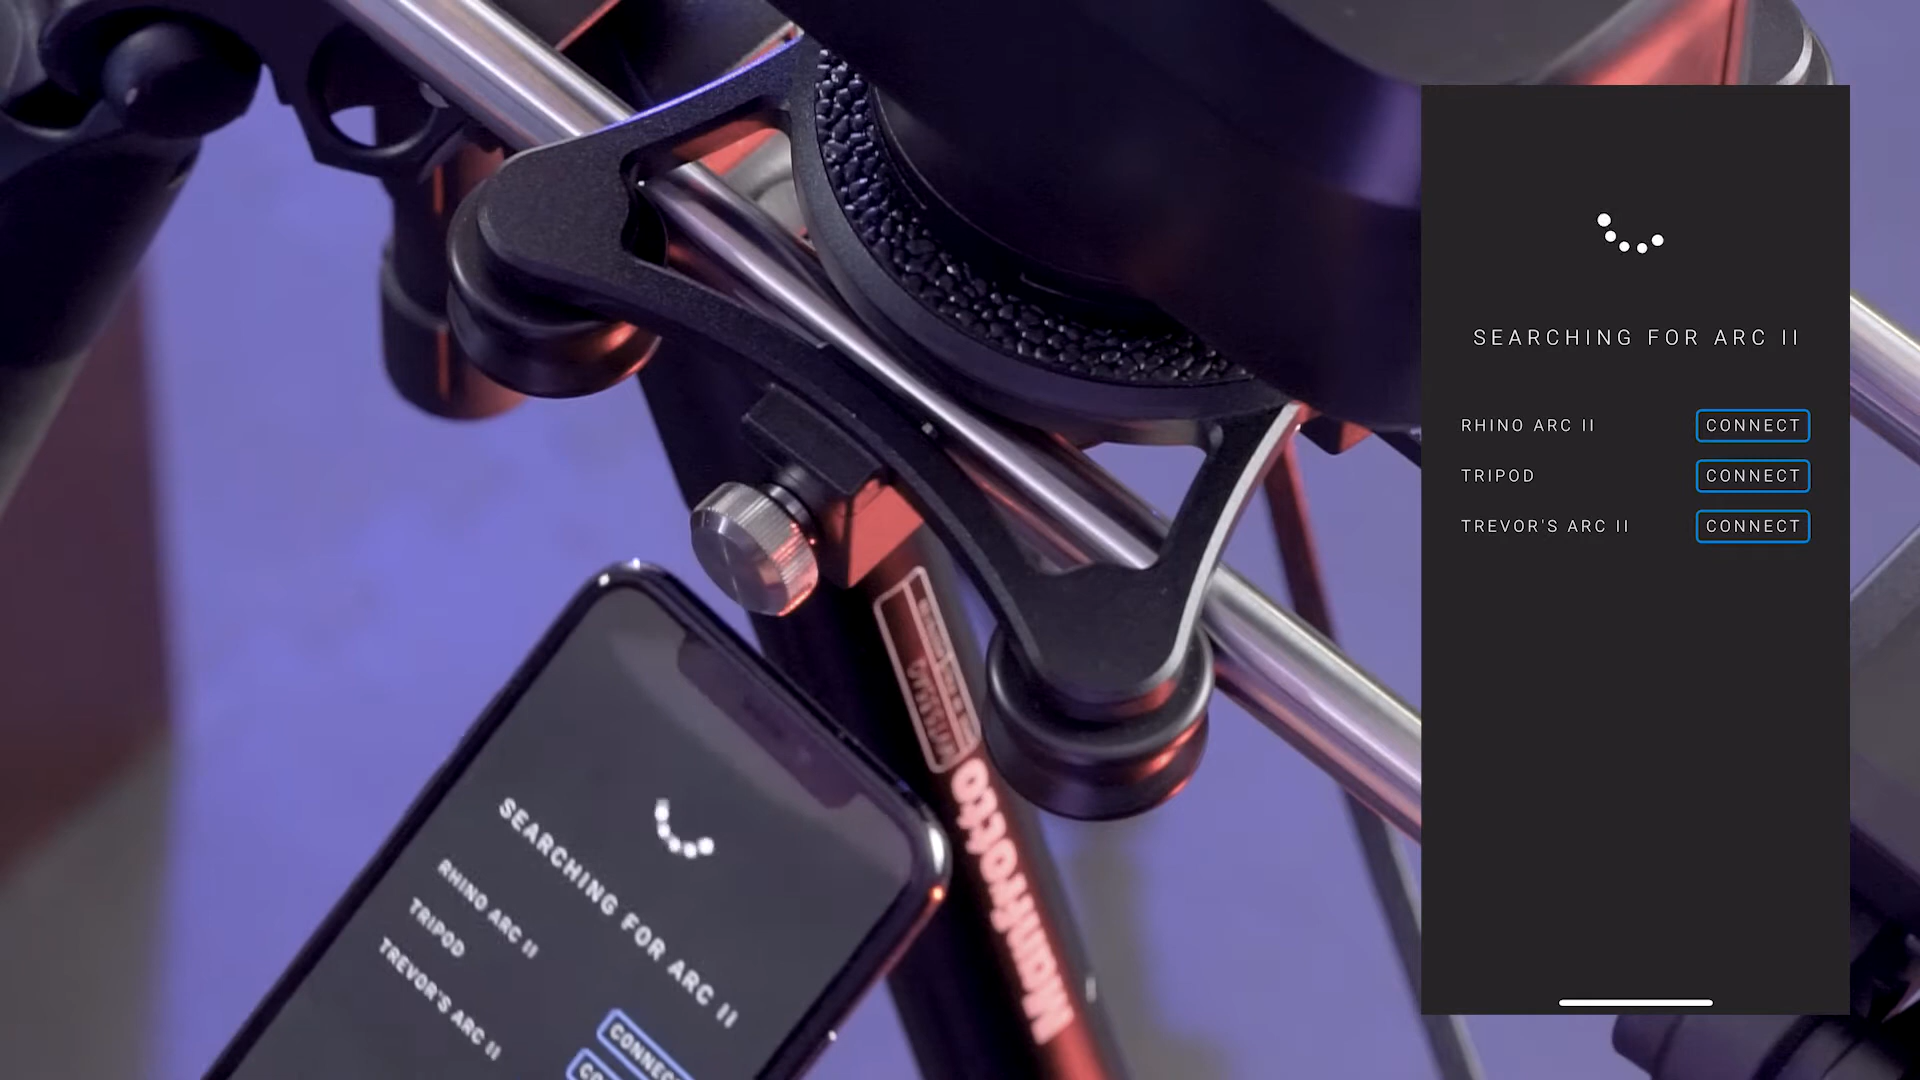 SEARCHING FOR ARC II
RHINO ARC II CONNECT
TRIPOD CONNECT
TREVOR'S ARC II CONNECT
SEARCHING FOR ARC II
RHINO ARC II
TRIPOD
TREVOR'S ARC II
CONNECT
Manfrotto